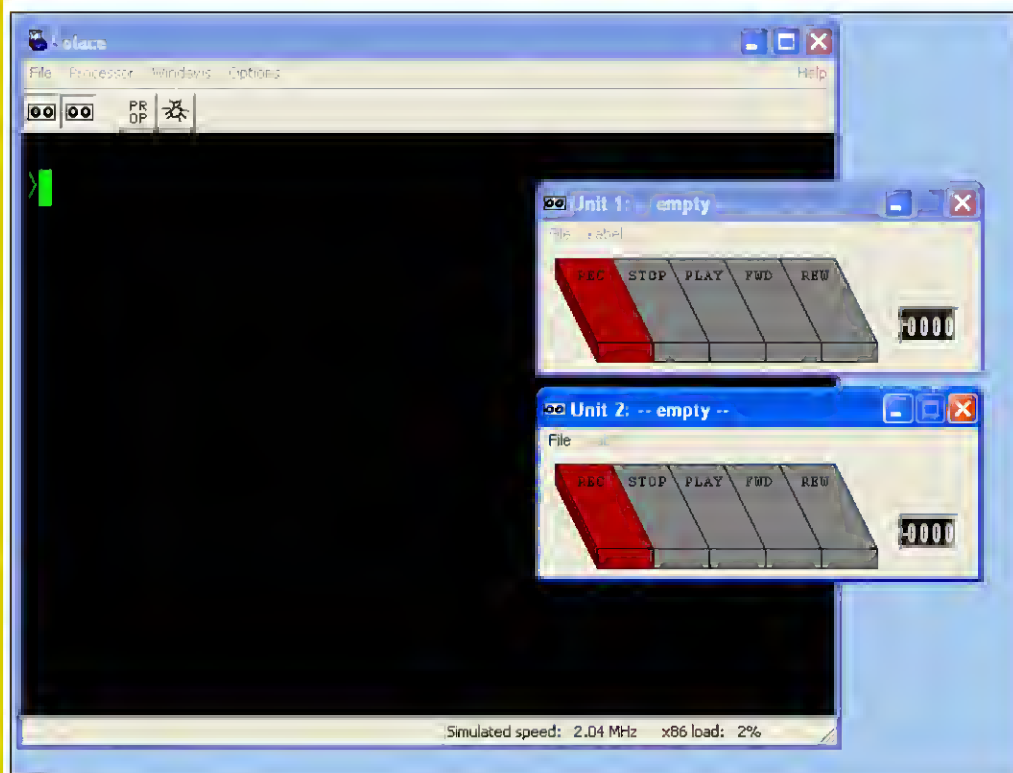 Solace
File Processor Windows Options Help
PR
OP
>
Unit 1: -- empty
File Label
REC STOP PLAY FWD REW
0000
Unit 2: -- empty --
File
REC STOP PLAY FWD REW
0000
Simulated speed: 2.04 MHz x86 load: 2%